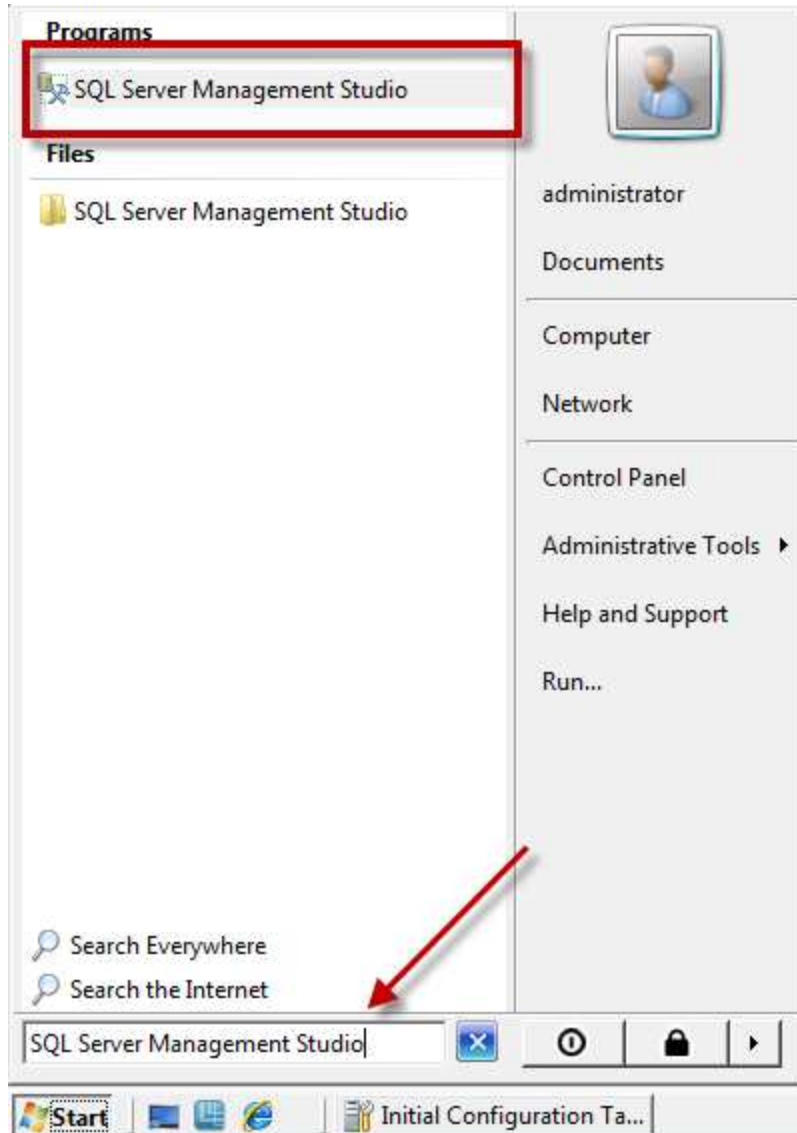 Programs
SQL Server Management Studio
Files
SQL Server Management Studio
Search Everywhere
Search the Internet
SQL Server Management Studio
administrator
Documents
Computer
Network
Control Panel
Administrative Tools
Help and Support
Run...
Start
Initial Configuration Ta...